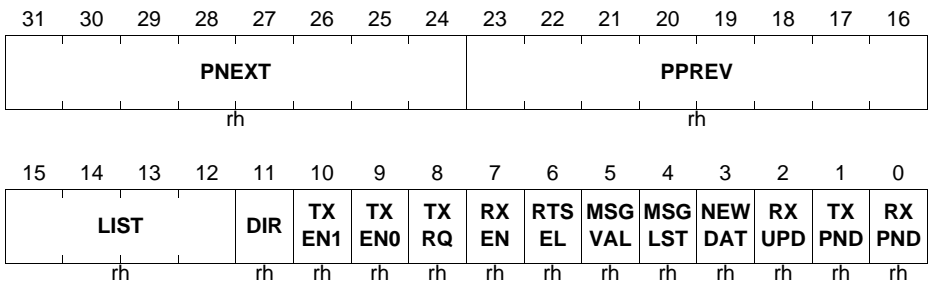 31 30 29 28 27 26 25 24 23 22 21 20 19 18 17 16
PNEXT PPREV
rh rh
15 14 13 12 11 10 9 8 7 6 5 4 3 2 1 0
LIST DIR TX EN1 TX EN0 TX RQ RX EN RTS EL MSG VAL MSG LST NEW DAT RX UPD TX PND RX PND
rh rh rh rh rh rh rh rh rh rh rh rh rh